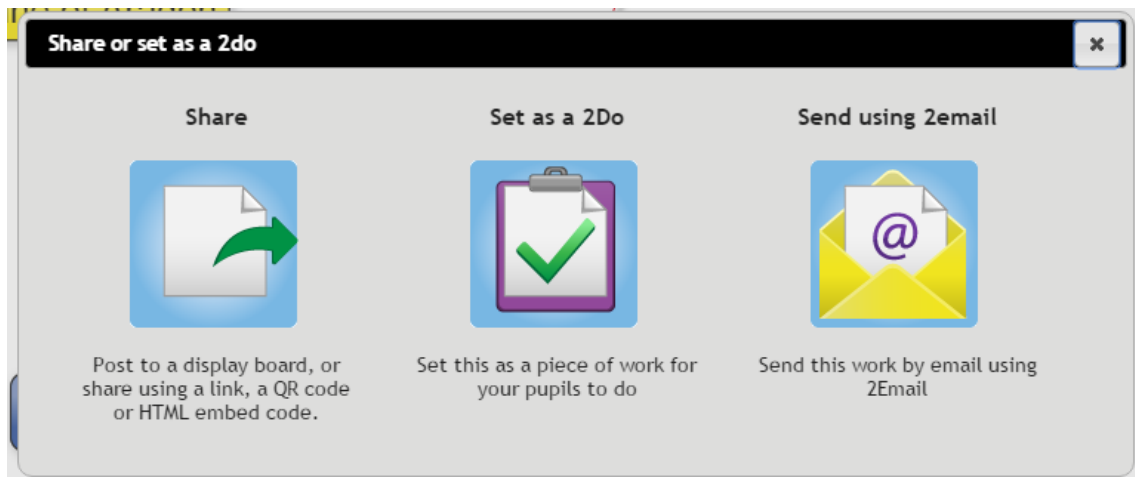 Share or set as a 2do
Share
Set as a 2Do
Send using 2email
@
Post to a display board, or
share using a link, a QR code
or HTML embed code.
Set this as a piece of work for
your pupils to do
Send this work by email using
2Email